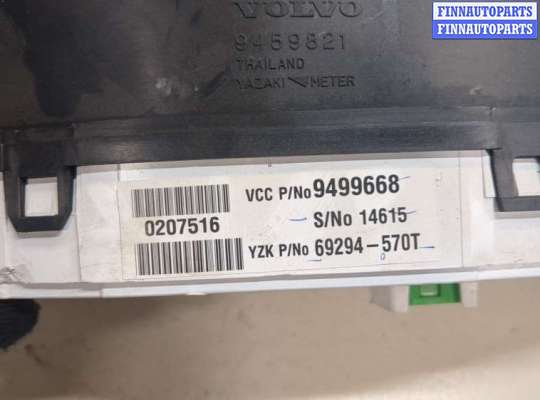 FINNAUTOPARTS
FINNAUTOPARTS
VOLVO
9459821
THAILAND
YAZAKI METER
VCC P/No 9499668
0207516
S/No 14615
YZK P/No 69294-570T